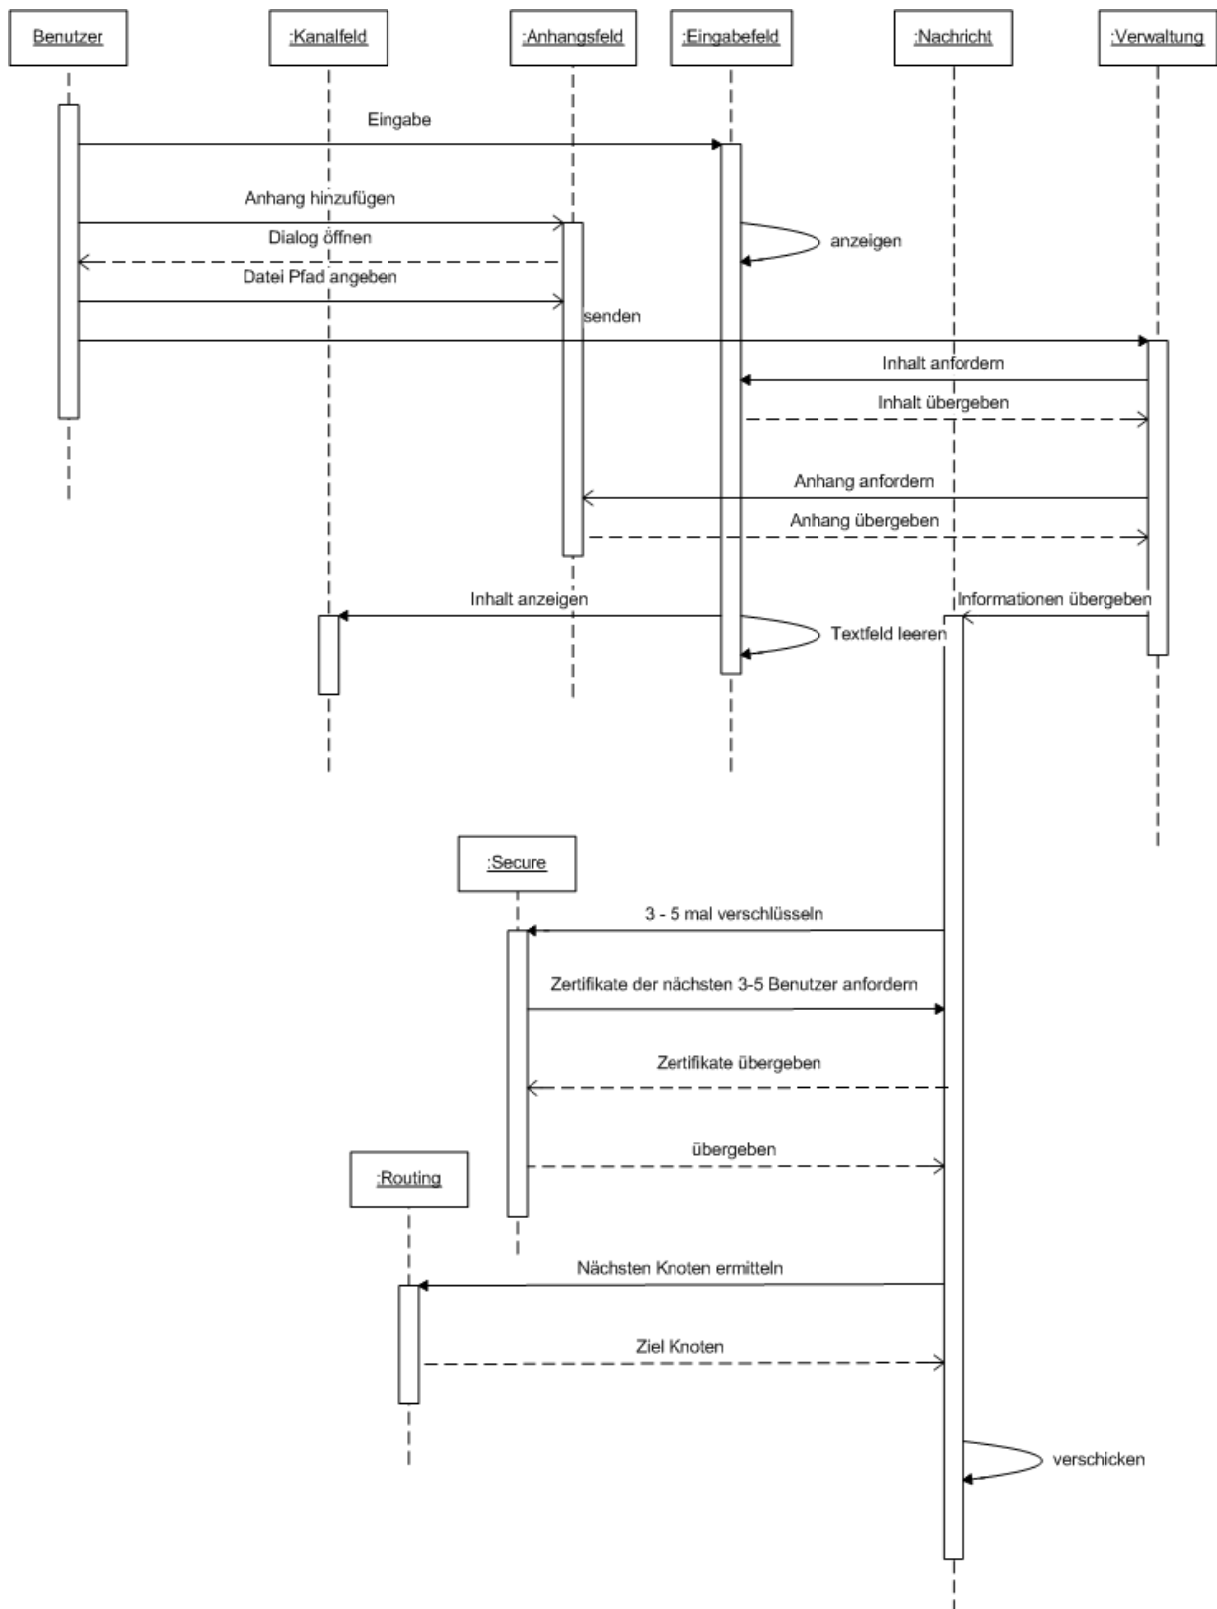 Benutzer
:Kanalfeld
:Anhangsfeld
:Eingabefeld
:Nachricht
:Verwaltung
Eingabe
Anhang hinzufügen
Dialog öffnen
anzeigen
Datei Pfad angeben
senden
Inhalt anfordern
Inhalt übergeben
Anhang anfordern
Anhang übergeben
Inhalt anzeigen
Informationen übergeben
Textfeld leeren
:Secure
3 - 5 mal verschlüsseln
Zertifikate der nächsten 3-5 Benutzer anfordern
Zertifikate übergeben
übergeben
:Routing
Nächsten Knoten ermitteln
Ziel Knoten
verschicken